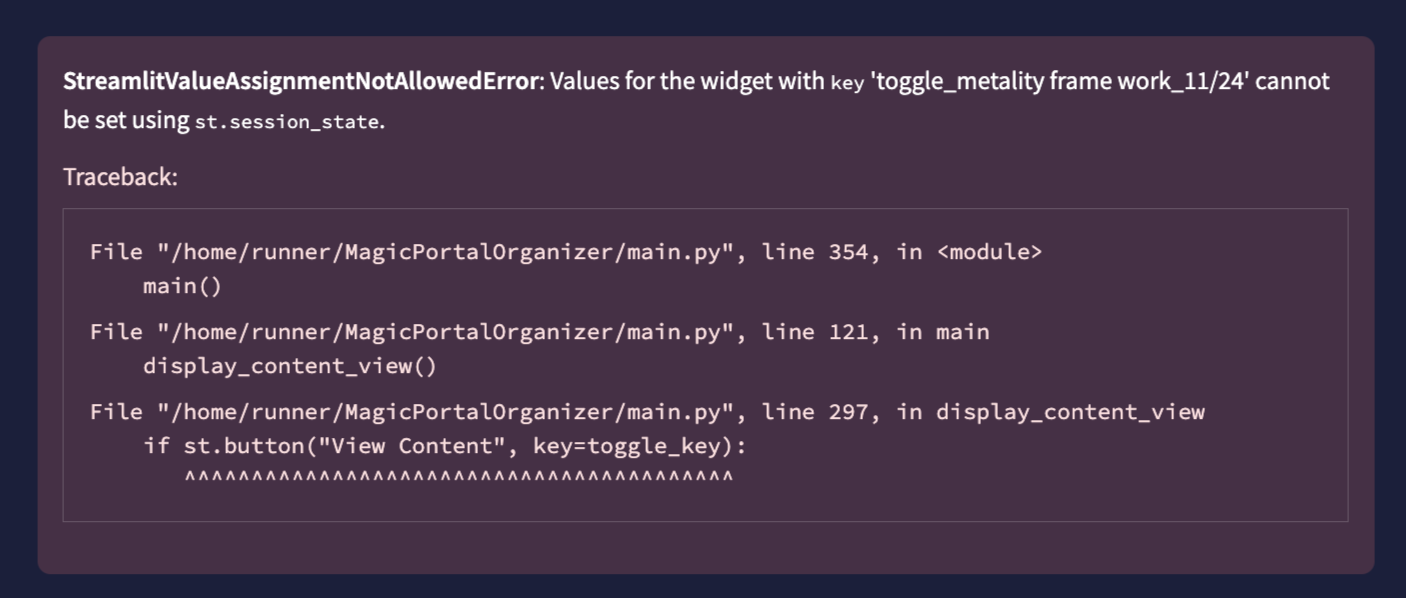 StreamlitValueAssignmentNotAllowedError: Values for the widget with key 'toggle_metality frame work_11/24' cannot
be set using st.session_state.
Traceback:
File "/home/runner/MagicPortalOrganizer/main.py", line 354, in <module>
    main()
File "/home/runner/MagicPortalOrganizer/main.py", line 121, in main
    display_content_view()
File "/home/runner/MagicPortalOrganizer/main.py", line 297, in display_content_view
    if st.button("View Content", key=toggle_key):
       ^^^^^^^^^^^^^^^^^^^^^^^^^^^^^^^^^^^^^^^^^